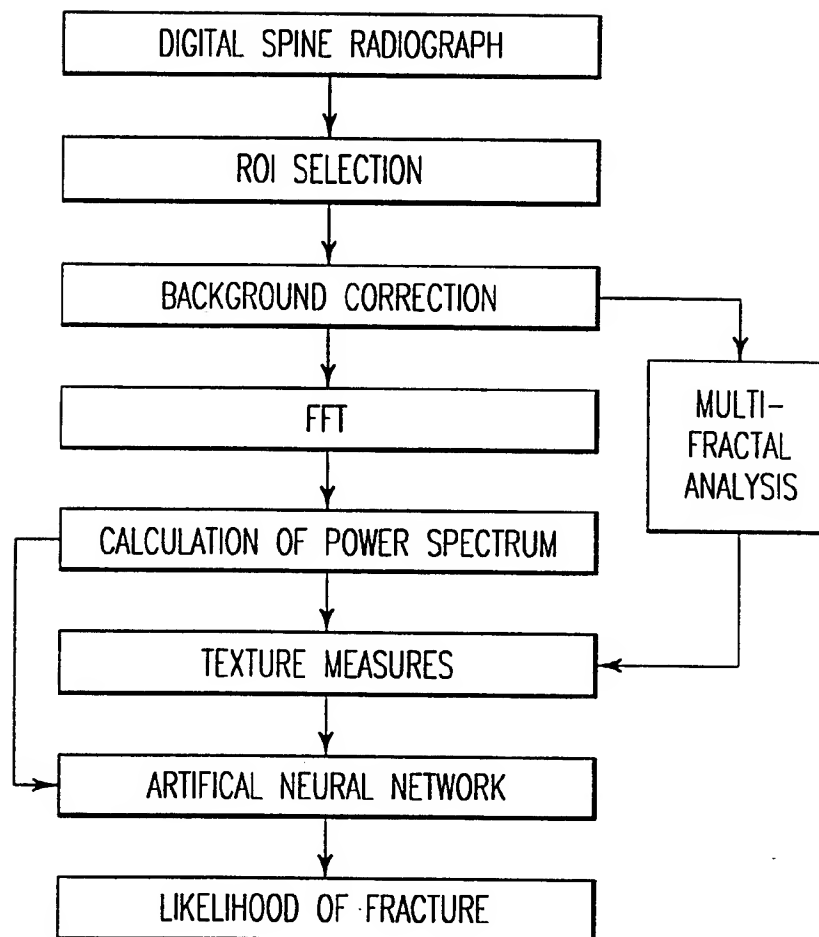 DIGITAL SPINE RADIOGRAPH
ROI SELECTION
BACKGROUND CORRECTION
FFT
MULTI-
FRACTAL
ANALYSIS
CALCULATION OF POWER SPECTRUM
TEXTURE MEASURES
ARTIFICAL NEURAL NETWORK
LIKELIHOOD OF FRACTURE